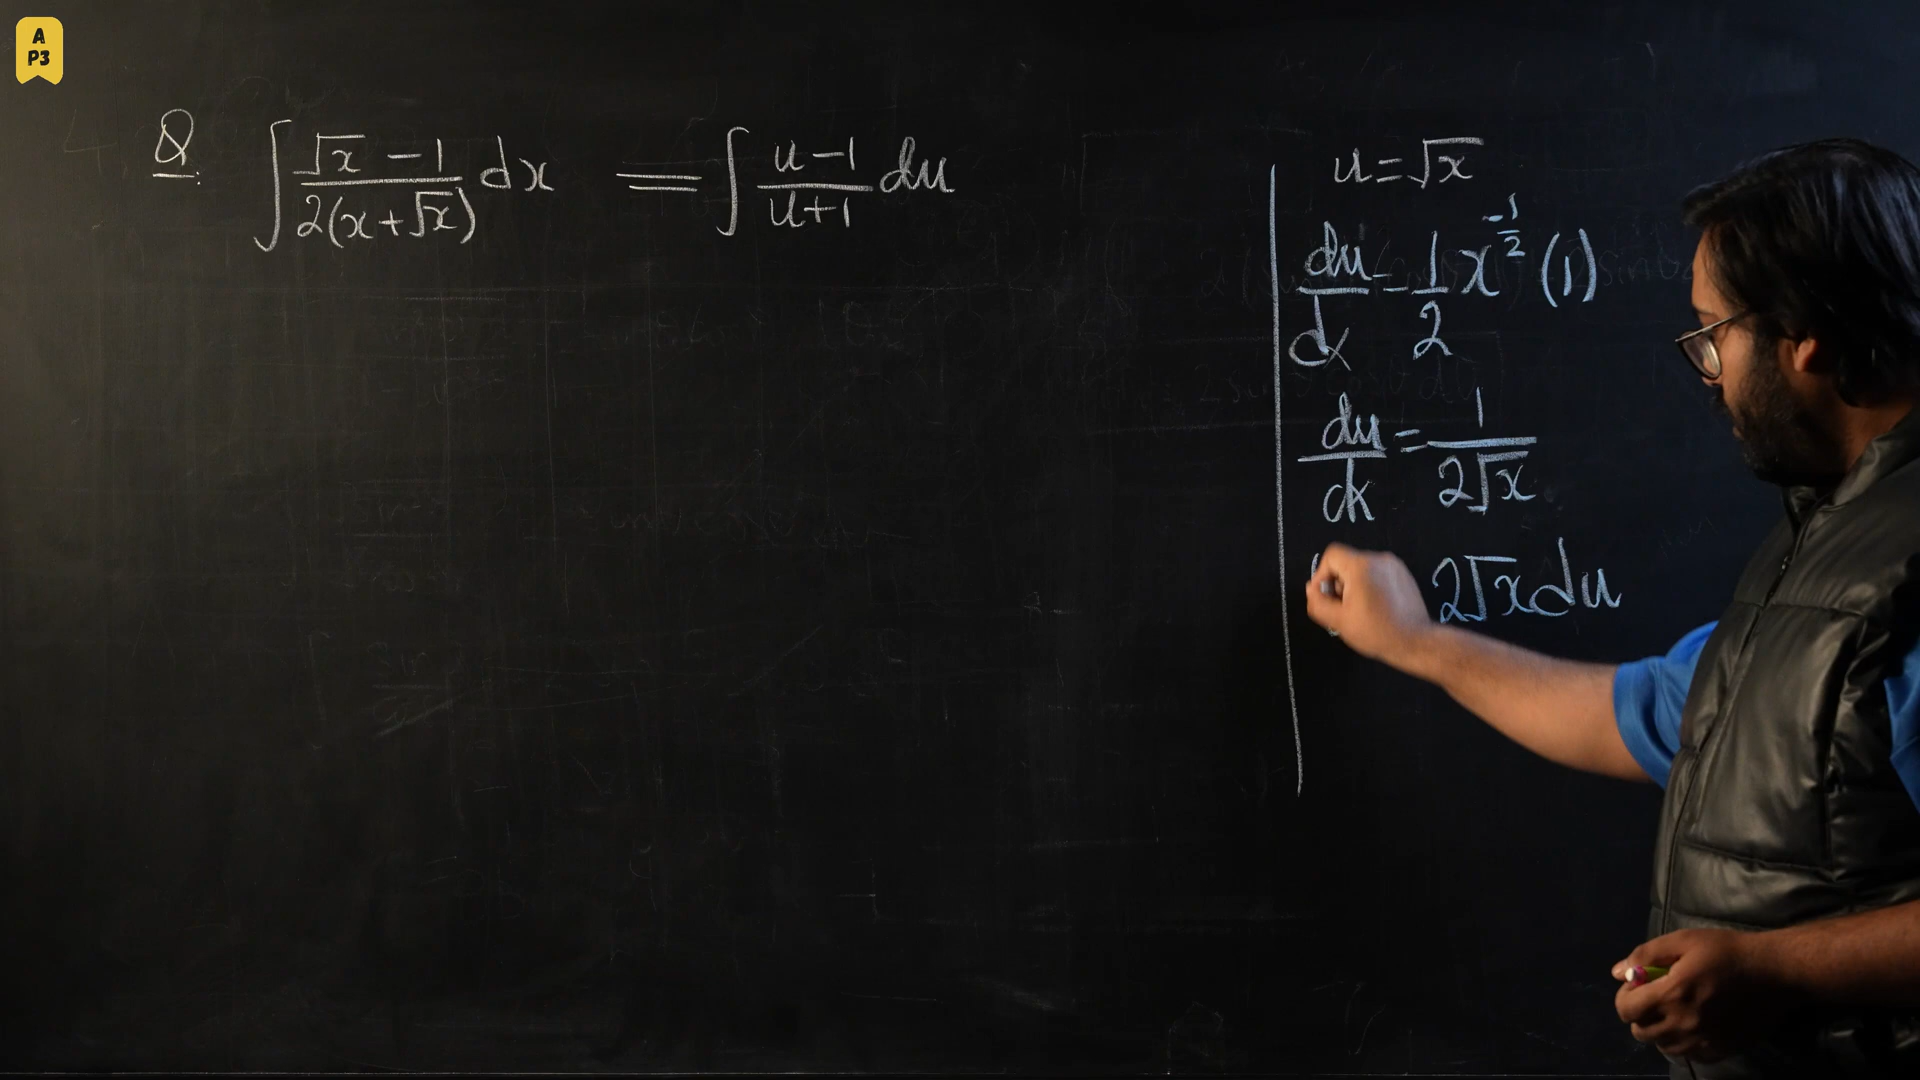 A
P3
Q. ∫ (√x − 1)/(2(x+√x)) dx = ∫ (u−1)/(u+1) du
u = √x
du/dx = 1/2 x^(-1/2) (1)
du/dx = 1/(2√x)
2√x du